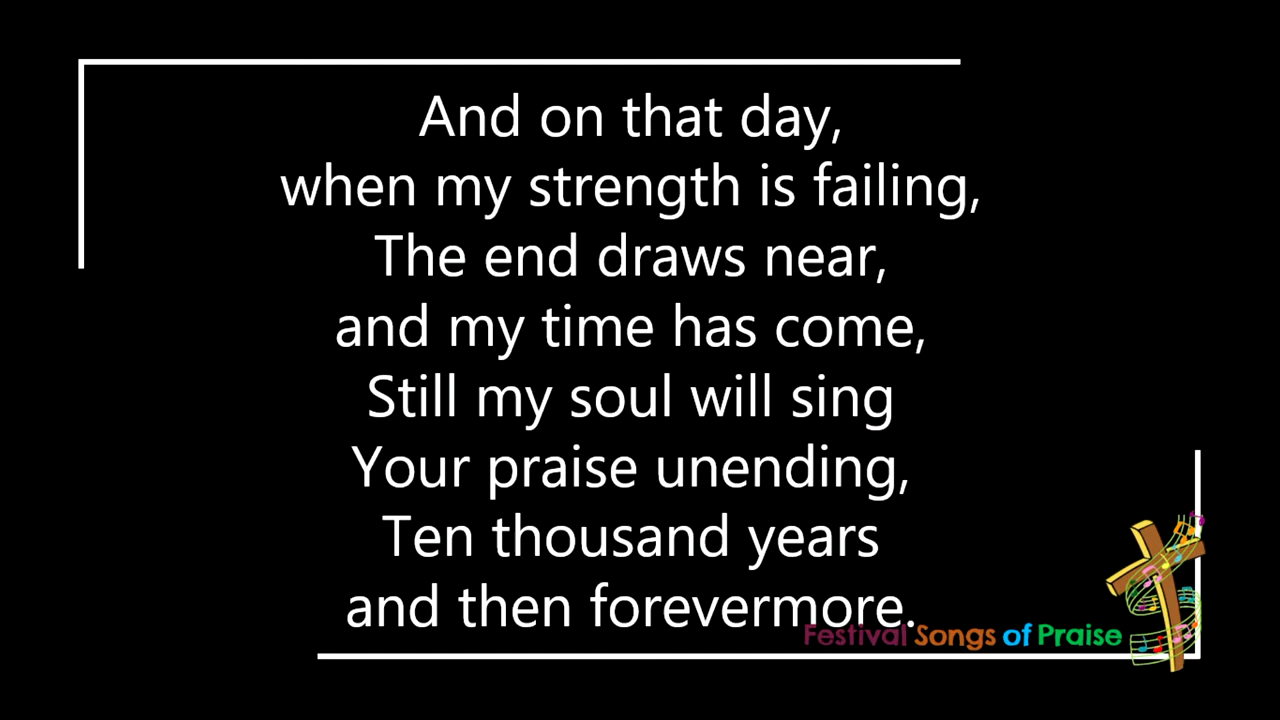 And on that day,
when my strength is failing,
The end draws near,
and my time has come,
Still my soul will sing
Your praise unending,
Ten thousand years
and then forevermore.
Festival Songs of Praise